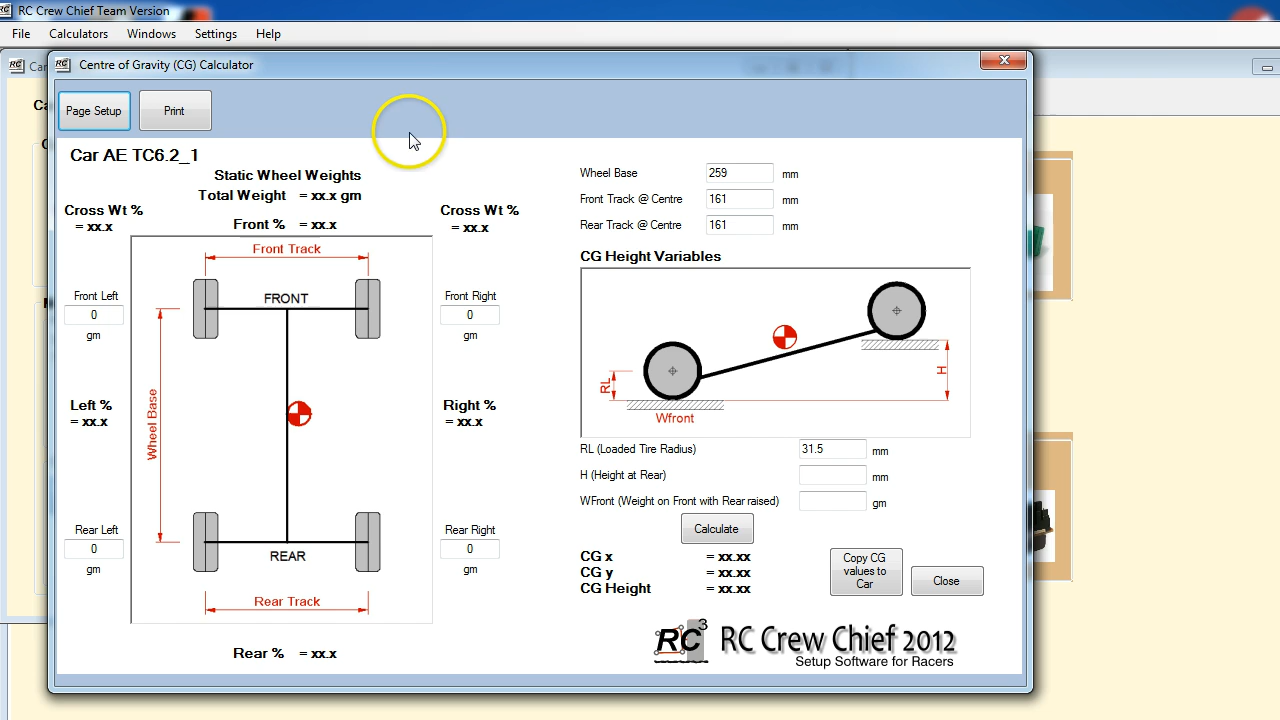 RC Crew Chief Team Version
File Calculators Windows Settings Help
Centre of Gravity (CG) Calculator
Page Setup Print
Car AE TC6.2_1
Static Wheel Weights
Total Weight = xx.x gm
Cross Wt %
= xx.x
Front % = xx.x
Cross Wt %
= xx.x
Front Track
FRONT
Front Left
0
gm
Front Right
0
gm
Left %
= xx.x
Wheel Base
Right %
= xx.x
Rear Left
0
gm
Rear Right
0
gm
REAR
Rear Track
Rear % = xx.x
Wheel Base 259 mm
Front Track @ Centre 161 mm
Rear Track @ Centre 161 mm
CG Height Variables
RL
H
Wfront
RL (Loaded Tire Radius) 31.5 mm
H (Height at Rear) mm
WFront (Weight on Front with Rear raised) gm
Calculate
CG x = xx.xx
CG y = xx.xx
CG Height = xx.xx
Copy CG
values to
Car
Close
RC3 RC Crew Chief 2012
Setup Software for Racers